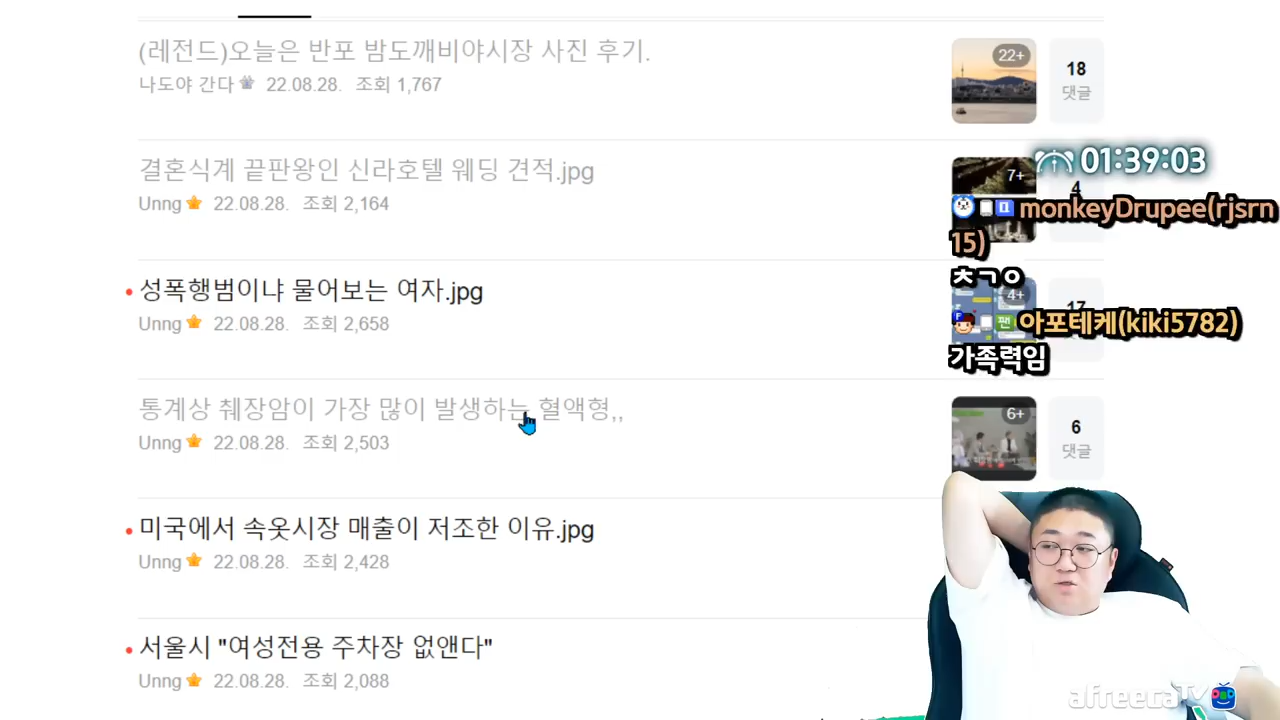 (레전드)오늘은 반포 밤도깨비야시장 사진 후기.
나도야 간다 22.08.28. 조회 1,767
22+
18
댓글
결혼식계 끝판왕인 신라호텔 웨딩 견적.jpg
Unng 22.08.28. 조회 2,164
7+
4
01:39:03
monkeyDrupee(rjsrn
15)
ㅊㄱㅇ
성폭행범이냐 물어보는 여자.jpg
Unng 22.08.28. 조회 2,658
4+
17
아포테케(kiki5782)
가족력임
통계상 췌장암이 가장 많이 발생하는 혈액형,,
Unng 22.08.28. 조회 2,503
6+
6
댓글
미국에서 속옷시장 매출이 저조한 이유.jpg
Unng 22.08.28. 조회 2,428
서울시 "여성전용 주차장 없앤다"
Unng 22.08.28. 조회 2,088
afreecaTV